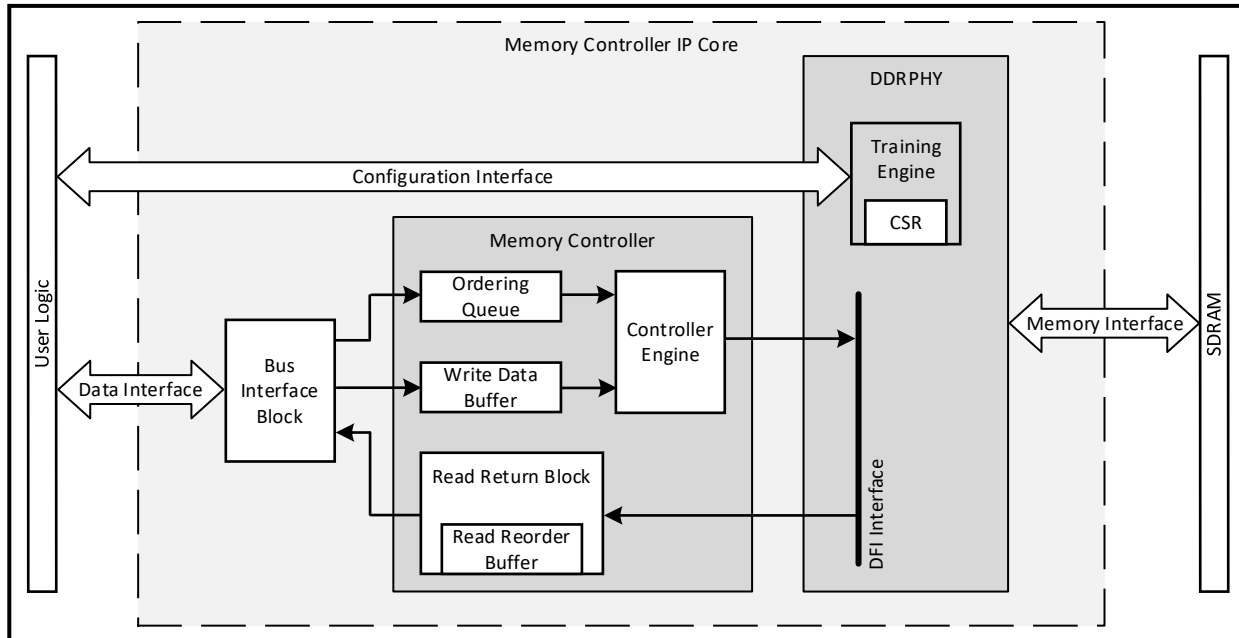 Memory Controller IP Core
DDRPHY
Training
Engine
CSR
Configuration Interface
Memory Controller
Ordering
Queue
Controller
Engine
Write Data
Buffer
Bus
Interface
Block
Read Return Block
Read Reorder
Buffer
User Logic
Data Interface
DFI Interface
Memory Interface
SDRAM